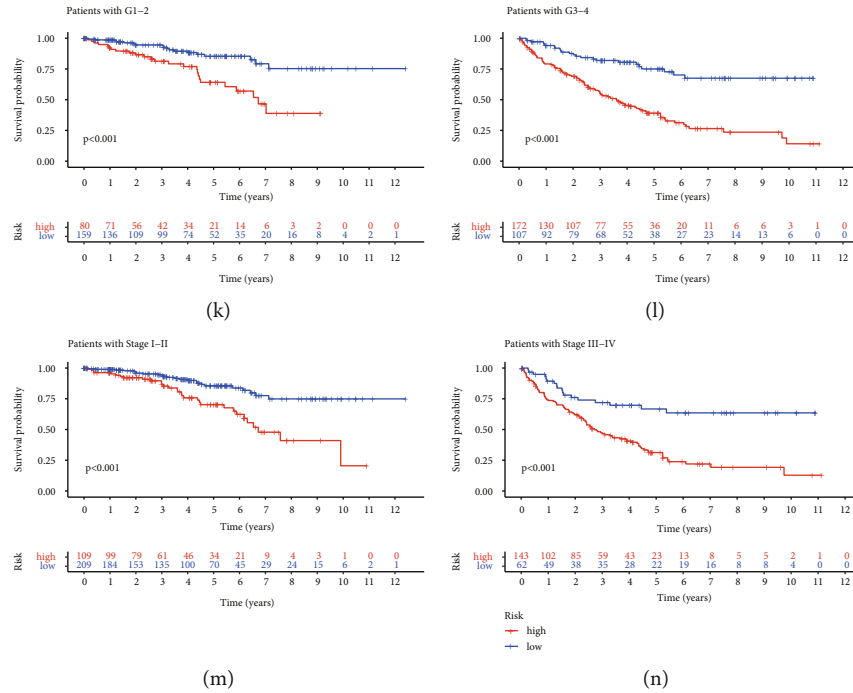 Patients with G1−2
1.00
0.75
0.50
0.25
0.00
Survival probability
p<0.001
0 1 2 3 4 5 6 7 8 9 10 11 12
Time (years)
Risk
high 80 71 56 42 34 21 14 6 3 2 0 0 0
low 159 136 109 99 74 52 35 20 16 8 4 2 1
0 1 2 3 4 5 6 7 8 9 10 11 12
Time (years)
(k)
Patients with G3−4
1.00
0.75
0.50
0.25
0.00
Survival probability
p<0.001
0 1 2 3 4 5 6 7 8 9 10 11 12
Time (years)
Risk
high 172 130 107 77 55 36 20 11 6 6 3 1 0
low 107 92 79 68 52 38 27 23 14 13 6 0 0
0 1 2 3 4 5 6 7 8 9 10 11 12
Time (years)
(l)
Patients with Stage I−II
1.00
0.75
0.50
0.25
0.00
Survival probability
p<0.001
0 1 2 3 4 5 6 7 8 9 10 11 12
Time (years)
Risk
high 109 99 79 61 46 34 21 9 4 3 1 0 0
low 209 184 153 135 100 70 45 29 24 15 6 2 1
0 1 2 3 4 5 6 7 8 9 10 11 12
Time (years)
(m)
Patients with Stage III−IV
1.00
0.75
0.50
0.25
0.00
Survival probability
p<0.001
0 1 2 3 4 5 6 7 8 9 10 11 12
Time (years)
Risk
high 143 102 85 59 43 23 13 8 5 5 2 1 0
low 62 49 38 35 28 22 19 16 8 8 4 0 0
0 1 2 3 4 5 6 7 8 9 10 11 12
Time (years)
Risk
high
low
(n)